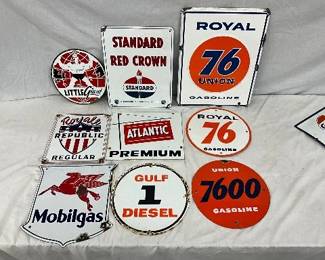 LITTLE Giant
STANDARD
RED CROWN
STANDARD
ROYAL
76
UNION
GASOLINE
Royale
REPUBLIC
REGULAR
ATLANTIC
PREMIUM
ROYAL
76
GASOLINE
Mobilgas
GULF
1
DIESEL
UNION
7600
GASOLINE